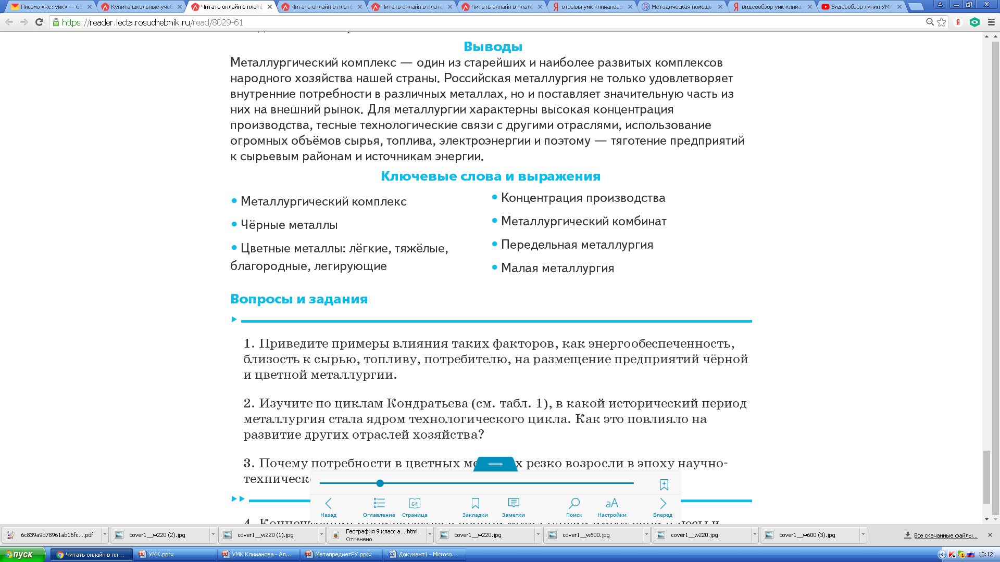 Письмо «Re: умк» — Co
Купить школьные учеб
Читать онлайн в платф
Читать онлайн в платф
Читать онлайн в платф
Читать онлайн в платф
отзывы умк климаново
Методическая помощь
видеообзор умк клима
Видеообзор линии УМК
https://reader.lecta.rosuchebnik.ru/read/8029-61
Выводы
Металлургический комплекс — один из старейших и наиболее развитых комплексов
народного хозяйства нашей страны. Российская металлургия не только удовлетворяет
внутренние потребности в различных металлах, но и поставляет значительную часть из
них на внешний рынок. Для металлургии характерны высокая концентрация
производства, тесные технологические связи с другими отраслями, использование
огромных объёмов сырья, топлива, электроэнергии и поэтому — тяготение предприятий
к сырьевым районам и источникам энергии.
Ключевые слова и выражения
• Металлургический комплекс
• Чёрные металлы
• Цветные металлы: лёгкие, тяжёлые,
благородные, легирующие
• Концентрация производства
• Металлургический комбинат
• Передельная металлургия
• Малая металлургия
Вопросы и задания
1. Приведите примеры влияния таких факторов, как энергообеспеченность,
близость к сырью, топливу, потребителю, на размещение предприятий чёрной
и цветной металлургии.
2. Изучите по циклам Кондратьева (см. табл. 1), в какой исторический период
металлургия стала ядром технологического цикла. Как это повлияло на
развитие других отраслей хозяйства?
3. Почему потребности в цветных ме х резко возросли в эпоху научно-
техническ
64
Назад
Оглавление
Страница
Закладки
Заметки
Поиск
аА
Настройки
Вперед
6c839a9d78961ab16fc....pdf
cover1__w220 (2).jpg
cover1__w220 (1).jpg
География 9 класс а....html
Отменено
cover1__w220.jpg
cover1__w600.jpg
cover1__w220.jpg
cover1__w600 (3).jpg
Все скачанные файлы...
пуск
Читать онлайн в пл...
УМК.pptx
УМК Климанова - Ал...
МетапредметРУ.pptx
Документ1 - Microso...
10:12